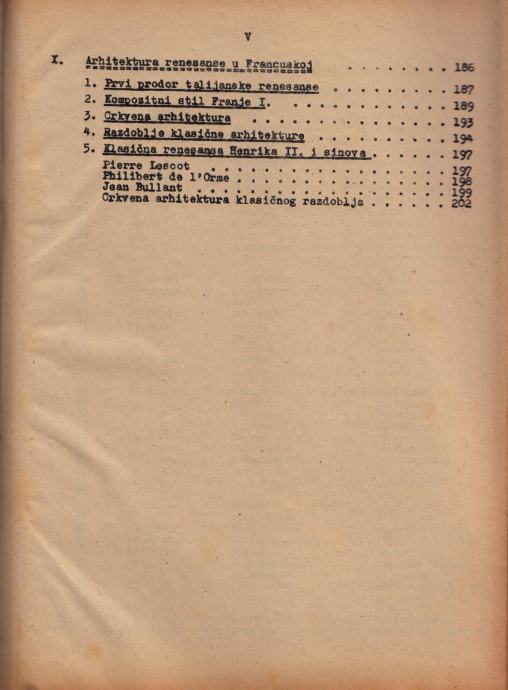 V
X. Arhitektura renesanse u Francuskoj . . . . . . . . 186
1. Prvi prodor talijanske renesanse . . . . . . . . . 187
2. Kompozitni stil Franje I. . . . . . . . . . . . . 189
3. Crkvena arhitektura . . . . . . . . . . . . . . 193
4. Razdoblje klasične arhitekture . . . . . . . . . . 194
5. Klasična renesansa Henrika II. i sinova . . . . . . 197
Pierre Lescot . . . . . . . . . . . . . . . . . 197
Philibert de l'Orme . . . . . . . . . . . . . . . 198
Jean Bullant . . . . . . . . . . . . . . . . . . 199
Crkvena arhitektura klasičnog razdoblja . . . . . . 202